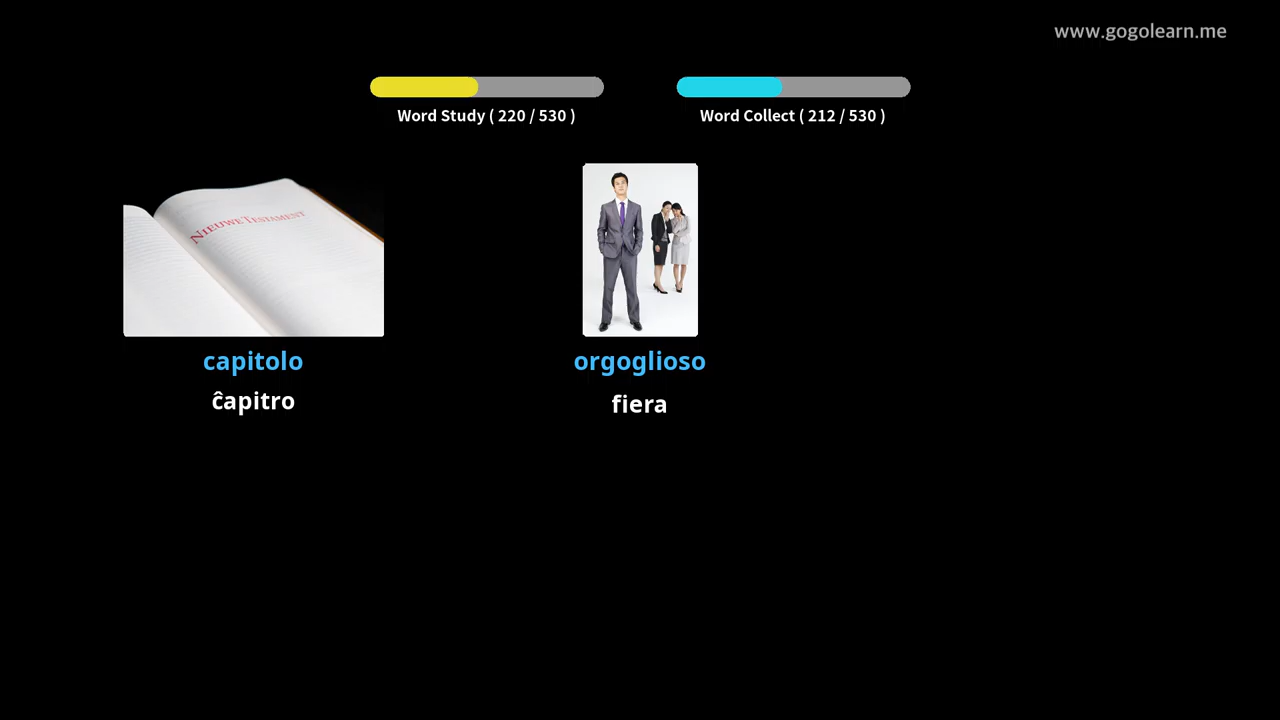 www.gogolearn.me
Word Study ( 220 / 530 )
Word Collect ( 212 / 530 )
NIEUWE TESTAMENT
capitolo
orgoglioso
ĉapitro
fiera